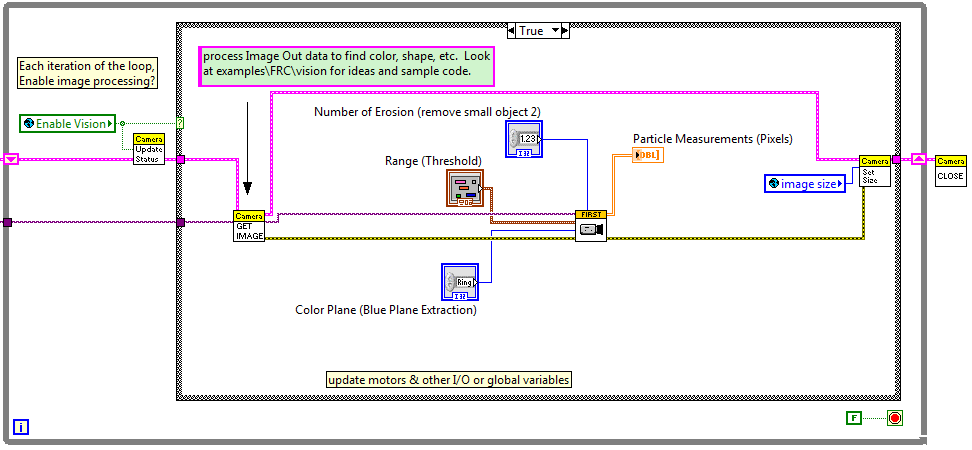 True
process Image Out data to find color, shape, etc. Look
at examples\FRC\vision for ideas and sample code.
Each iteration of the loop,
Enable image processing?
Number of Erosion (remove small object 2)
Enable Vision
?
1.23
I32
Camera
Update
Status
Particle Measurements (Pixels)
DBL
Range (Threshold)
Camera
Set
Size
Camera
CLOSE
image size
Camera
GET
IMAGE
FIRST
Ring
I32
Color Plane (Blue Plane Extraction)
update motors & other I/O or global variables
F
i